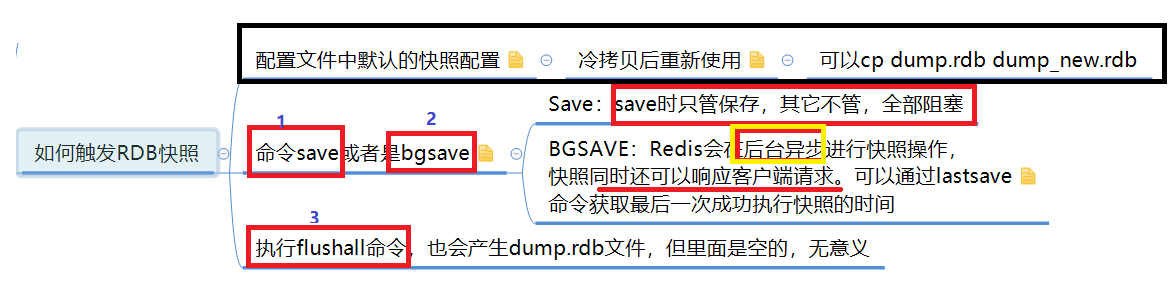 配置文件中默认的快照配置
冷拷贝后重新使用
可以cp dump.rdb dump_new.rdb
Save：save时只管保存，其它不管，全部阻塞
1
2
如何触发RDB快照
命令save或者是bgsave
BGSAVE：Redis会在后台异步进行快照操作，
快照同时还可以响应客户端请求。可以通过lastsave
命令获取最后一次成功执行快照的时间
3
执行flushall命令，也会产生dump.rdb文件，但里面是空的，无意义